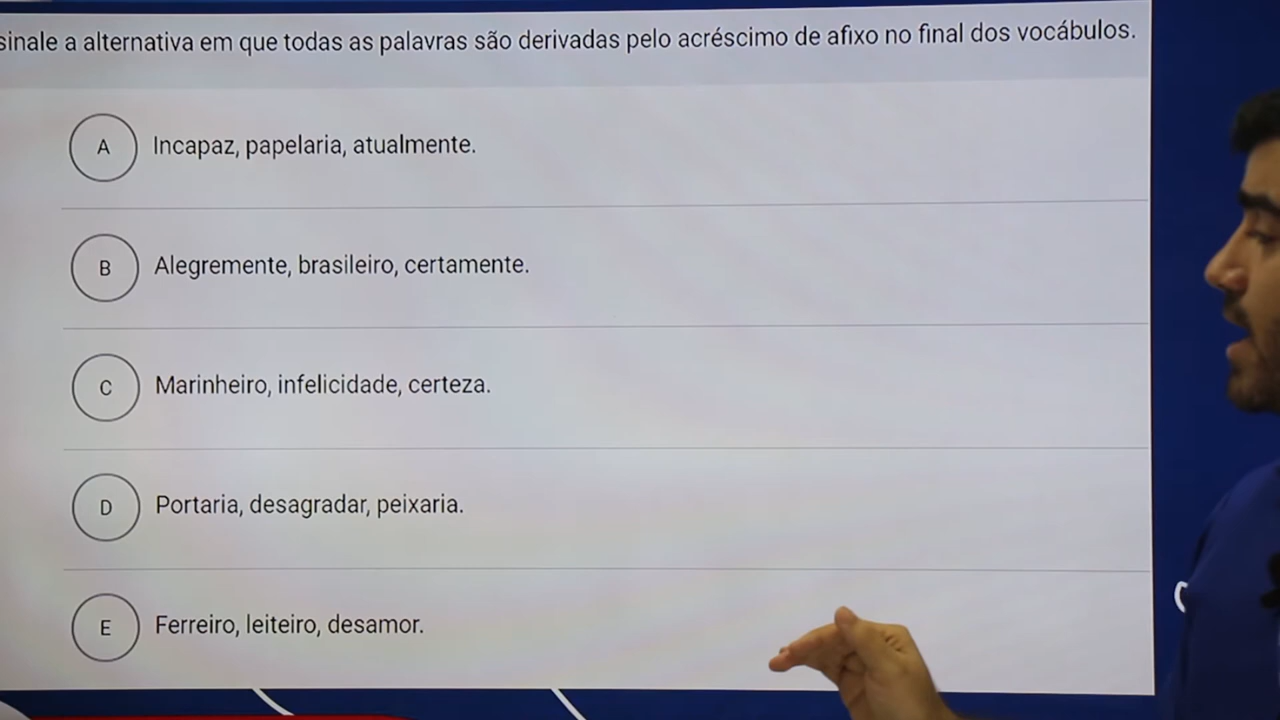 sinale a alternativa em que todas as palavras são derivadas pelo acréscimo de afixo no final dos vocábulos.
A Incapaz, papelaria, atualmente.
B Alegremente, brasileiro, certamente.
C Marinheiro, infelicidade, certeza.
D Portaria, desagradar, peixaria.
E Ferreiro, leiteiro, desamor.